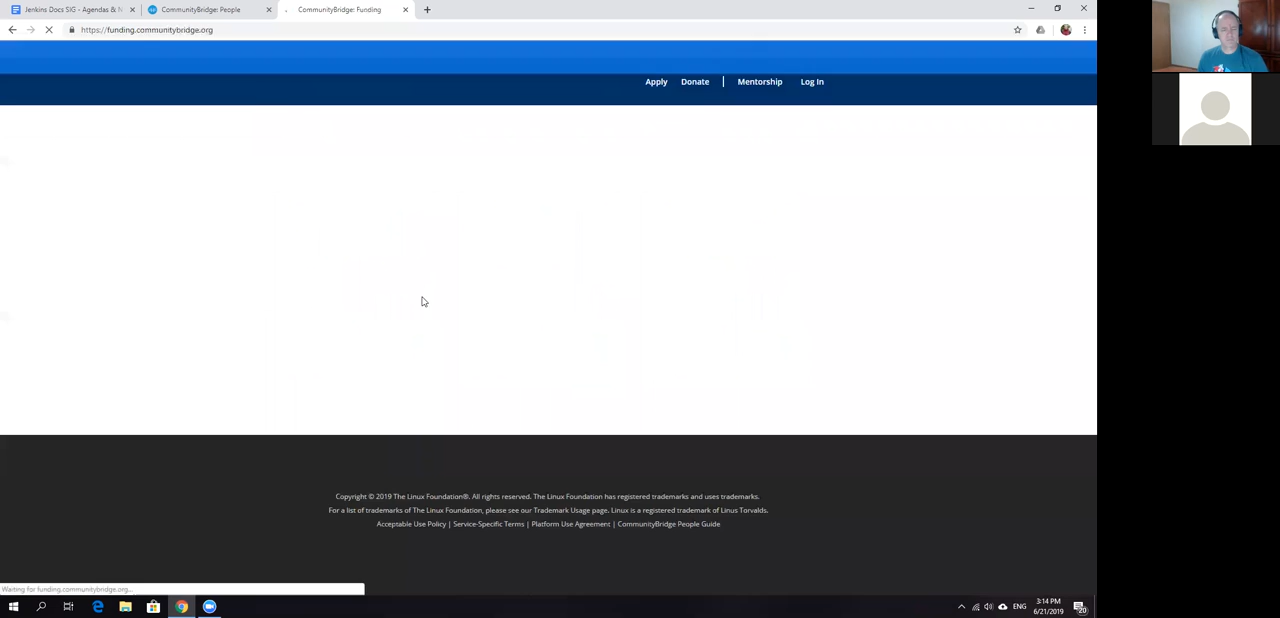 Jenkins Docs SIG - Agendas & N
CommunityBridge: People
CommunityBridge: Funding
https://funding.communitybridge.org
Apply
Donate
Mentorship
Log In
Copyright © 2019 The Linux Foundation®. All rights reserved. The Linux Foundation has registered trademarks and uses trademarks.
For a list of trademarks of The Linux Foundation, please see our Trademark Usage page. Linux is a registered trademark of Linus Torvalds.
Acceptable Use Policy | Service-Specific Terms | Platform Use Agreement | CommunityBridge People Guide
Waiting for funding.communitybridge.org...
ENG
3:14 PM
6/21/2019
20